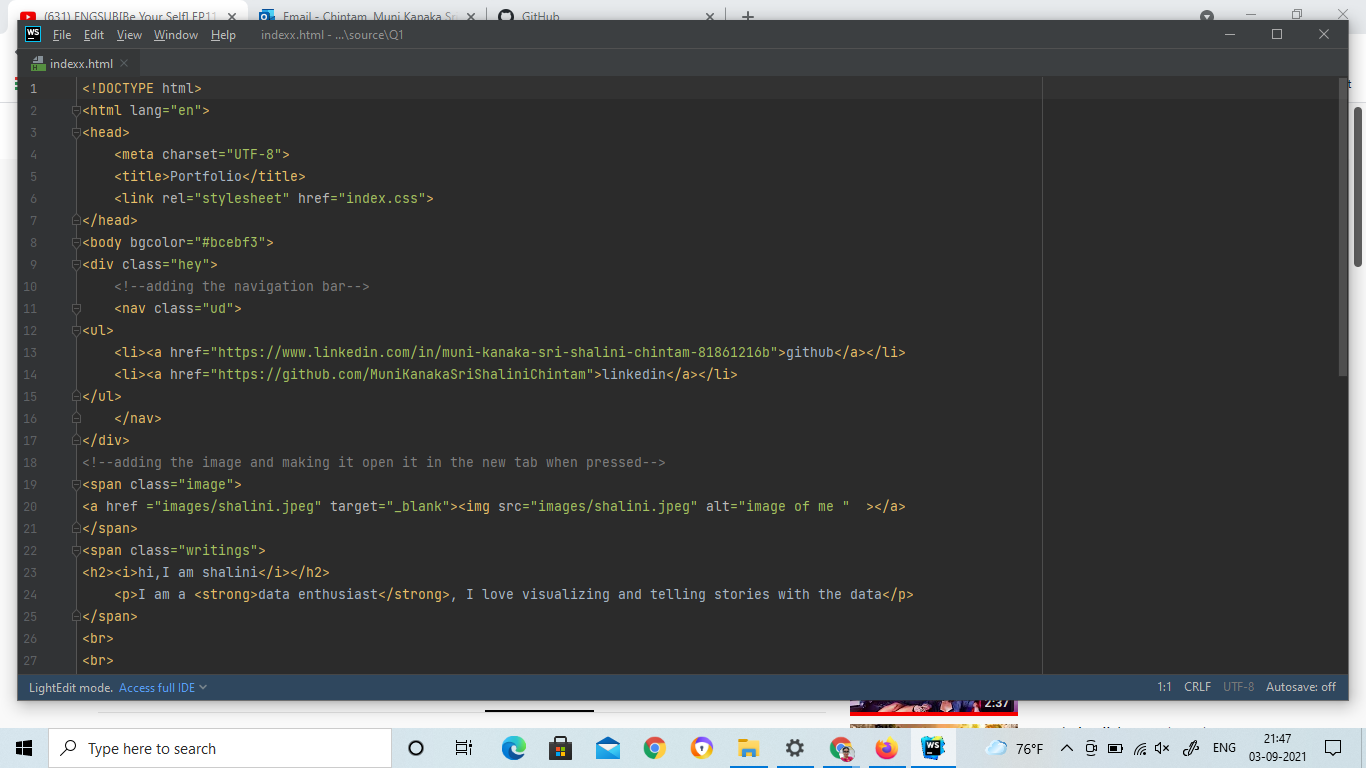 (631) ENGSUB[Be Your Self] EP11
Email - Chintam, Muni Kanaka Sr
GitHub
WS File Edit View Window Help indexx.html - ...\source\Q1
indexx.html
1 <!DOCTYPE html>
2 <html lang="en">
3 <head>
4 <meta charset="UTF-8">
5 <title>Portfolio</title>
6 <link rel="stylesheet" href="index.css">
7 </head>
8 <body bgcolor="#bcebf3">
9 <div class="hey">
10 <!--adding the navigation bar-->
11 <nav class="ud">
12 <ul>
13 <li><a href="https://www.linkedin.com/in/muni-kanaka-sri-shalini-chintam-81861216b">github</a></li>
14 <li><a href="https://github.com/MuniKanakaSriShaliniChintam">linkedin</a></li>
15 </ul>
16 </nav>
17 </div>
18 <!--adding the image and making it open it in the new tab when pressed-->
19 <span class="image">
20 <a href ="images/shalini.jpeg" target="_blank"><img src="images/shalini.jpeg" alt="image of me "  ></a>
21 </span>
22 <span class="writings">
23 <h2><i>hi,I am shalini</i></h2>
24 <p>I am a <strong>data enthusiast</strong>, I love visualizing and telling stories with the data</p>
25 </span>
26 <br>
27 <br>
LightEdit mode. Access full IDE 1:1 CRLF UTF-8 Autosave: off
2:37
Type here to search
WS
76°F
ENG
21:47
03-09-2021